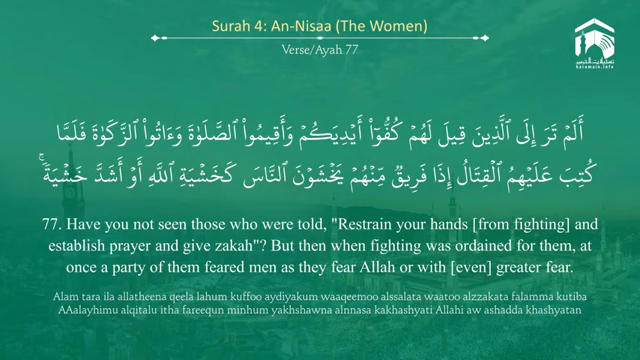 Surah 4: An-Nisaa (The Women)
Verse/Ayah 77
haramain.info
أَلَمْ تَرَ إِلَى ٱلَّذِينَ قِيلَ لَهُمْ كُفُّوٓا۟ أَيْدِيَكُمْ وَأَقِيمُوا۟ ٱلصَّلَوٰةَ وَءَاتُوا۟ ٱلزَّكَوٰةَ فَلَمَّا
كُتِبَ عَلَيْهِمُ ٱلْقِتَالُ إِذَا فَرِيقٌ مِّنْهُمْ يَخْشَوْنَ ٱلنَّاسَ كَخَشْيَةِ ٱللَّهِ أَوْ أَشَدَّ خَشْيَةً ۚ
77. Have you not seen those who were told, "Restrain your hands [from fighting] and
establish prayer and give zakah"? But then when fighting was ordained for them, at
once a party of them feared men as they fear Allah or with [even] greater fear.
Alam tara ila allatheena qeela lahum kuffoo aydiyakum waaqeemoo alssalata waatoo alzzakata falamma kutiba
AAalayhimu alqitalu itha fareequn minhum yakhshawna alnnasa kakhashyati Allahi aw ashadda khashyatan